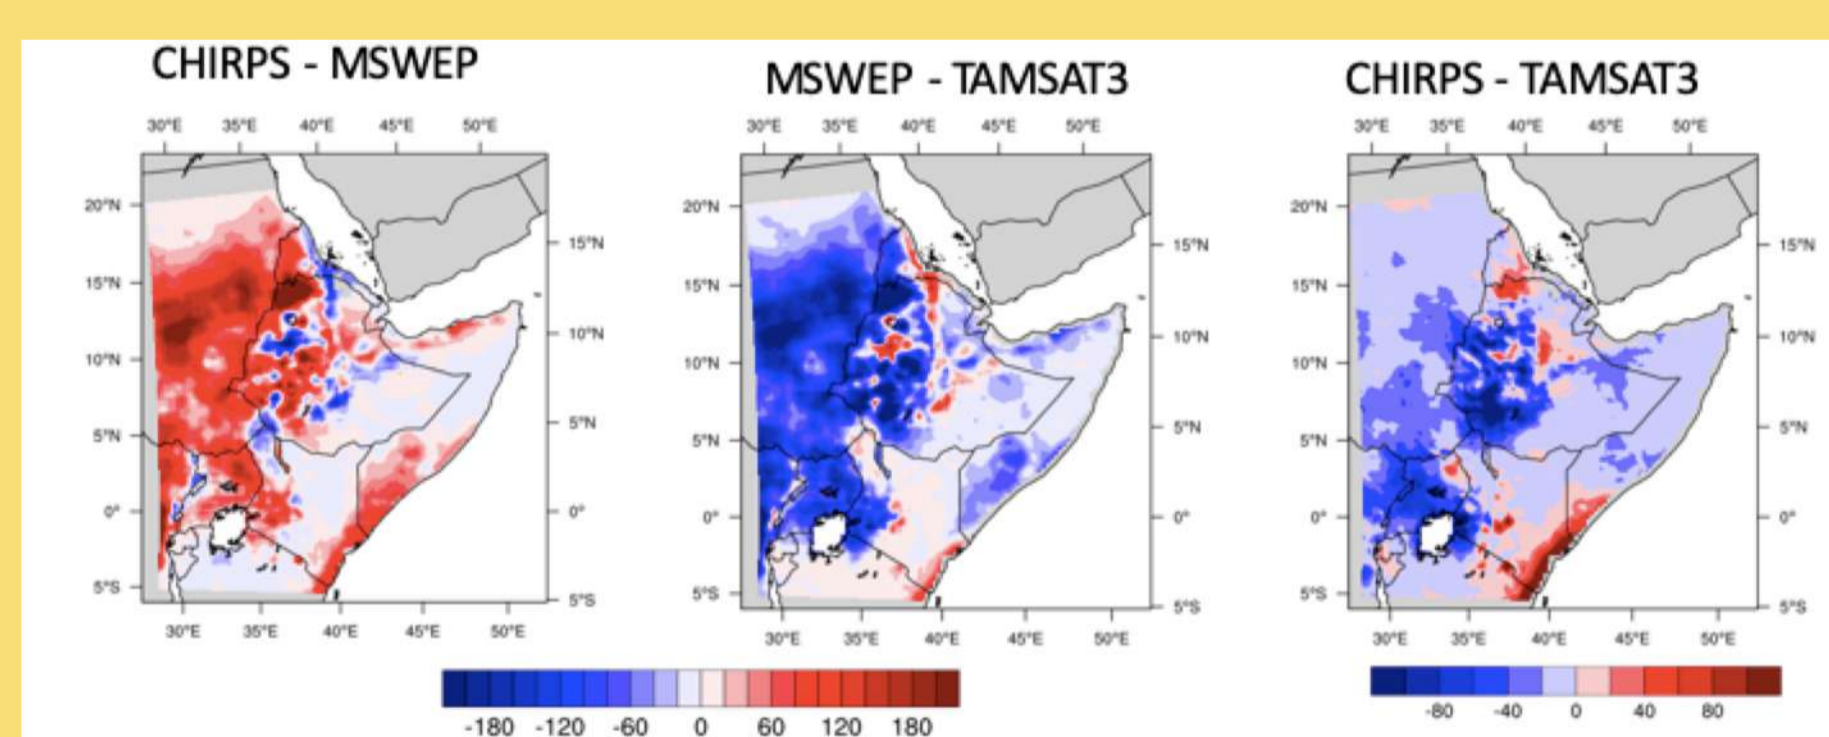 CHIRPS - MSWEP
MSWEP - TAMSAT3
CHIRPS - TAMSAT3
30°E 35°E 40°E 45°E 50°E
30°E 35°E 40°E 45°E 50°E
30°E 35°E 40°E 45°E 50°E
20°N
15°N
10°N
5°N
0°
5°S
15°N
10°N
5°N
0°
5°S
20°N
15°N
10°N
5°N
0°
5°S
15°N
10°N
5°N
0°
5°S
20°N
15°N
10°N
5°N
0°
5°S
15°N
10°N
5°N
0°
5°S
30°E 35°E 40°E 45°E 50°E
30°E 35°E 40°E 45°E 50°E
30°E 35°E 40°E 45°E 50°E
-180 -120 -60 0 60 120 180
-80 -40 0 40 80